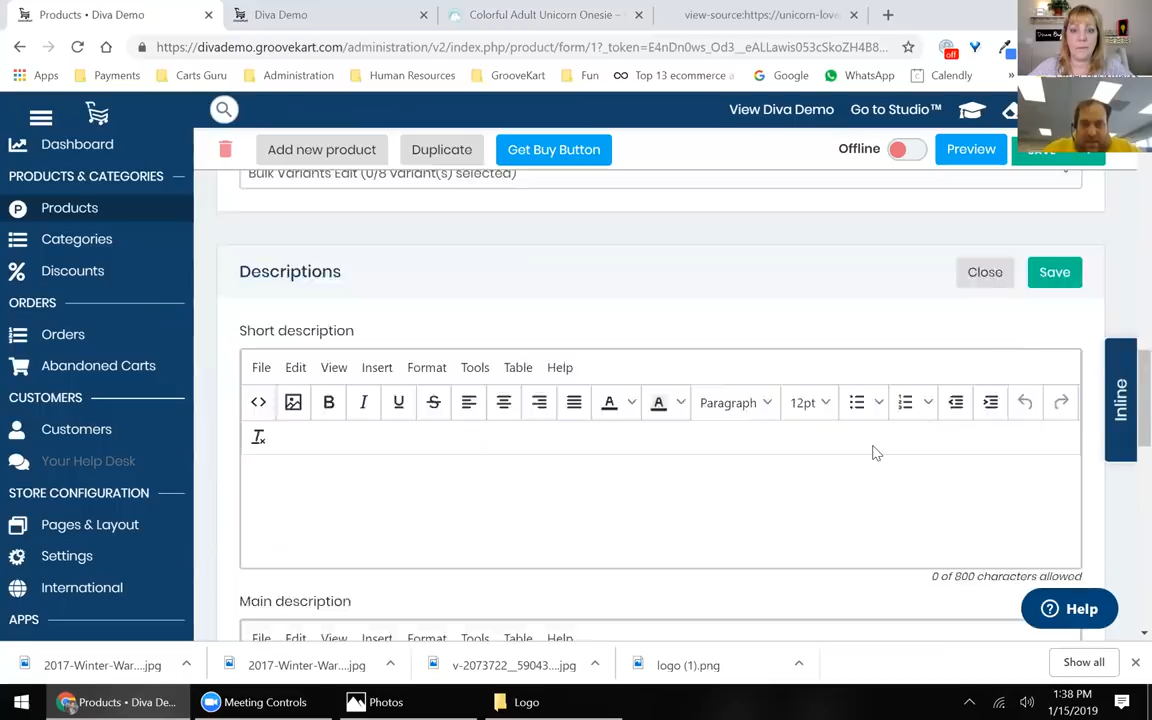 Products • Diva Demo
Diva Demo
Colorful Adult Unicorn Onesie –
view-source:https://unicorn-love
https://divademo.groovekart.com/administration/v2/index.php/product/form/1?_token=E4nDn0ws_Od3__eALLawis053cSkoZH4B8...
off
Apps
Payments
Carts Guru
Administration
Human Resources
GrooveKart
Fun
Top 13 ecommerce a
Google
WhatsApp
Calendly
View Diva Demo
Go to Studio™
Dashboard
Add new product
Duplicate
Get Buy Button
Offline
Preview
PRODUCTS & CATEGORIES
Bulk Variants Edit (0/8 variant(s) selected)
Products
Categories
Discounts
Descriptions
Close
Save
ORDERS
Orders
Short description
Abandoned Carts
File Edit View Insert Format Tools Table Help
CUSTOMERS
Paragraph
12pt
Inline
Customers
Your Help Desk
STORE CONFIGURATION
Pages & Layout
Settings
0 of 800 characters allowed
International
Main description
Help
APPS
File Edit View Insert Format Tools Table Help
2017-Winter-War....jpg
2017-Winter-War....jpg
v-2073722__59043....jpg
logo (1).png
Show all
Products • Diva De...
Meeting Controls
Photos
Logo
1:38 PM
1/15/2019